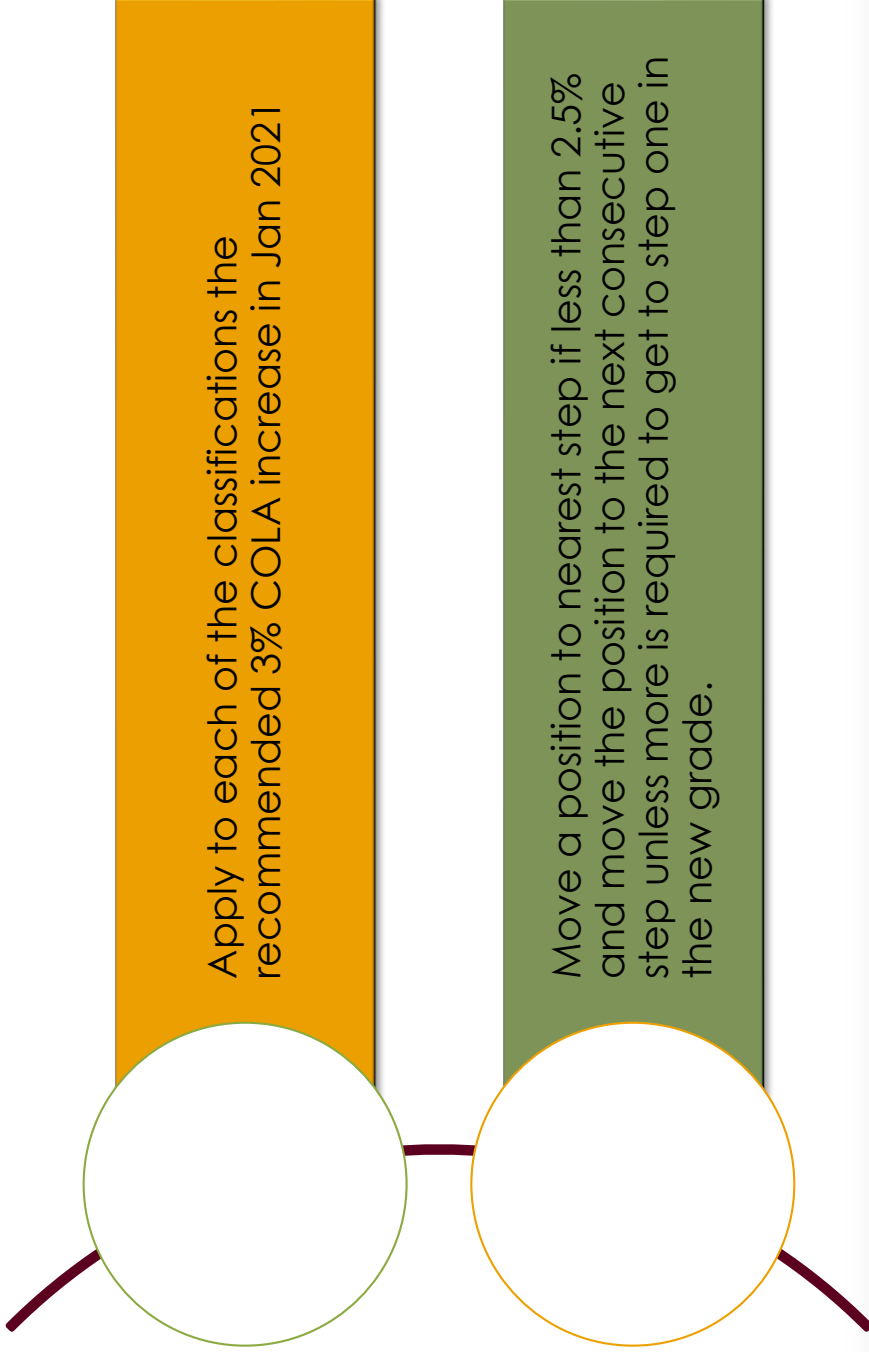 Apply to each of the classifications the
recommended 3% COLA increase in Jan 2021
Move a position to nearest step if less than 2.5%
and move the position to the next consecutive
step unless more is required to get to step one in
the new grade.